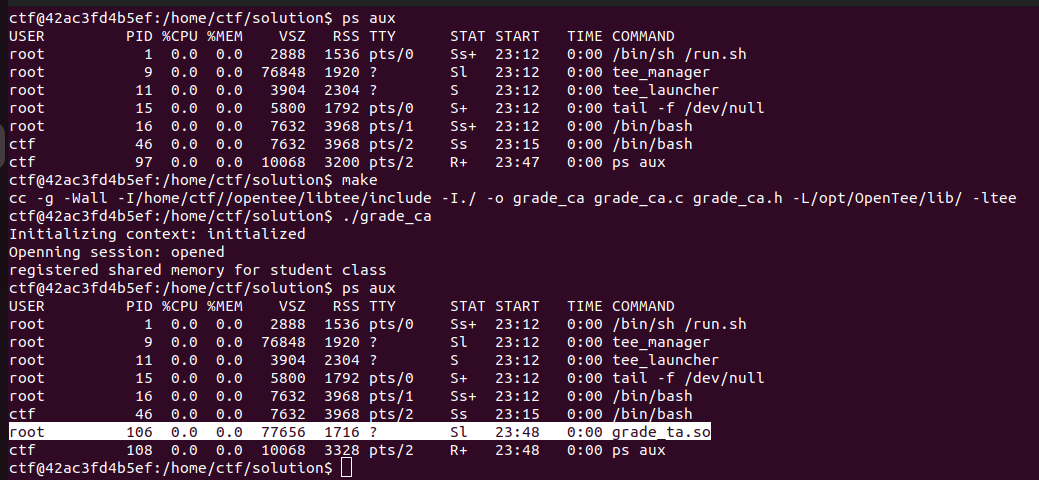 ctf@42ac3fd4b5ef:/home/ctf/solution$ ps aux
USER         PID %CPU %MEM    VSZ   RSS TTY      STAT START   TIME COMMAND
root           1  0.0  0.0   2888  1536 pts/0    Ss+  23:12   0:00 /bin/sh /run.sh
root           9  0.0  0.0  76848  1920 ?        Sl   23:12   0:00 tee_manager
root          11  0.0  0.0   3904  2304 ?        S    23:12   0:00 tee_launcher
root          15  0.0  0.0   5800  1792 pts/0    S+   23:12   0:00 tail -f /dev/null
root          16  0.0  0.0   7632  3968 pts/1    Ss+  23:12   0:00 /bin/bash
ctf           46  0.0  0.0   7632  3968 pts/2    Ss   23:15   0:00 /bin/bash
ctf           97  0.0  0.0  10068  3200 pts/2    R+   23:47   0:00 ps aux
ctf@42ac3fd4b5ef:/home/ctf/solution$ make
cc -g -Wall -I/home/ctf//opentee/libtee/include -I./ -o grade_ca grade_ca.c grade_ca.h -L/opt/OpenTee/lib/ -ltee
ctf@42ac3fd4b5ef:/home/ctf/solution$ ./grade_ca
Initializing context: initialized
Openning session: opened
registered shared memory for student class
ctf@42ac3fd4b5ef:/home/ctf/solution$ ps aux
USER         PID %CPU %MEM    VSZ   RSS TTY      STAT START   TIME COMMAND
root           1  0.0  0.0   2888  1536 pts/0    Ss+  23:12   0:00 /bin/sh /run.sh
root           9  0.0  0.0  76848  1920 ?        Sl   23:12   0:00 tee_manager
root          11  0.0  0.0   3904  2304 ?        S    23:12   0:00 tee_launcher
root          15  0.0  0.0   5800  1792 pts/0    S+   23:12   0:00 tail -f /dev/null
root          16  0.0  0.0   7632  3968 pts/1    Ss+  23:12   0:00 /bin/bash
ctf           46  0.0  0.0   7632  3968 pts/2    Ss   23:15   0:00 /bin/bash
root         106  0.0  0.0  77656  1716 ?        Sl   23:48   0:00 grade_ta.so
ctf          108  0.0  0.0  10068  3328 pts/2    R+   23:48   0:00 ps aux
ctf@42ac3fd4b5ef:/home/ctf/solution$